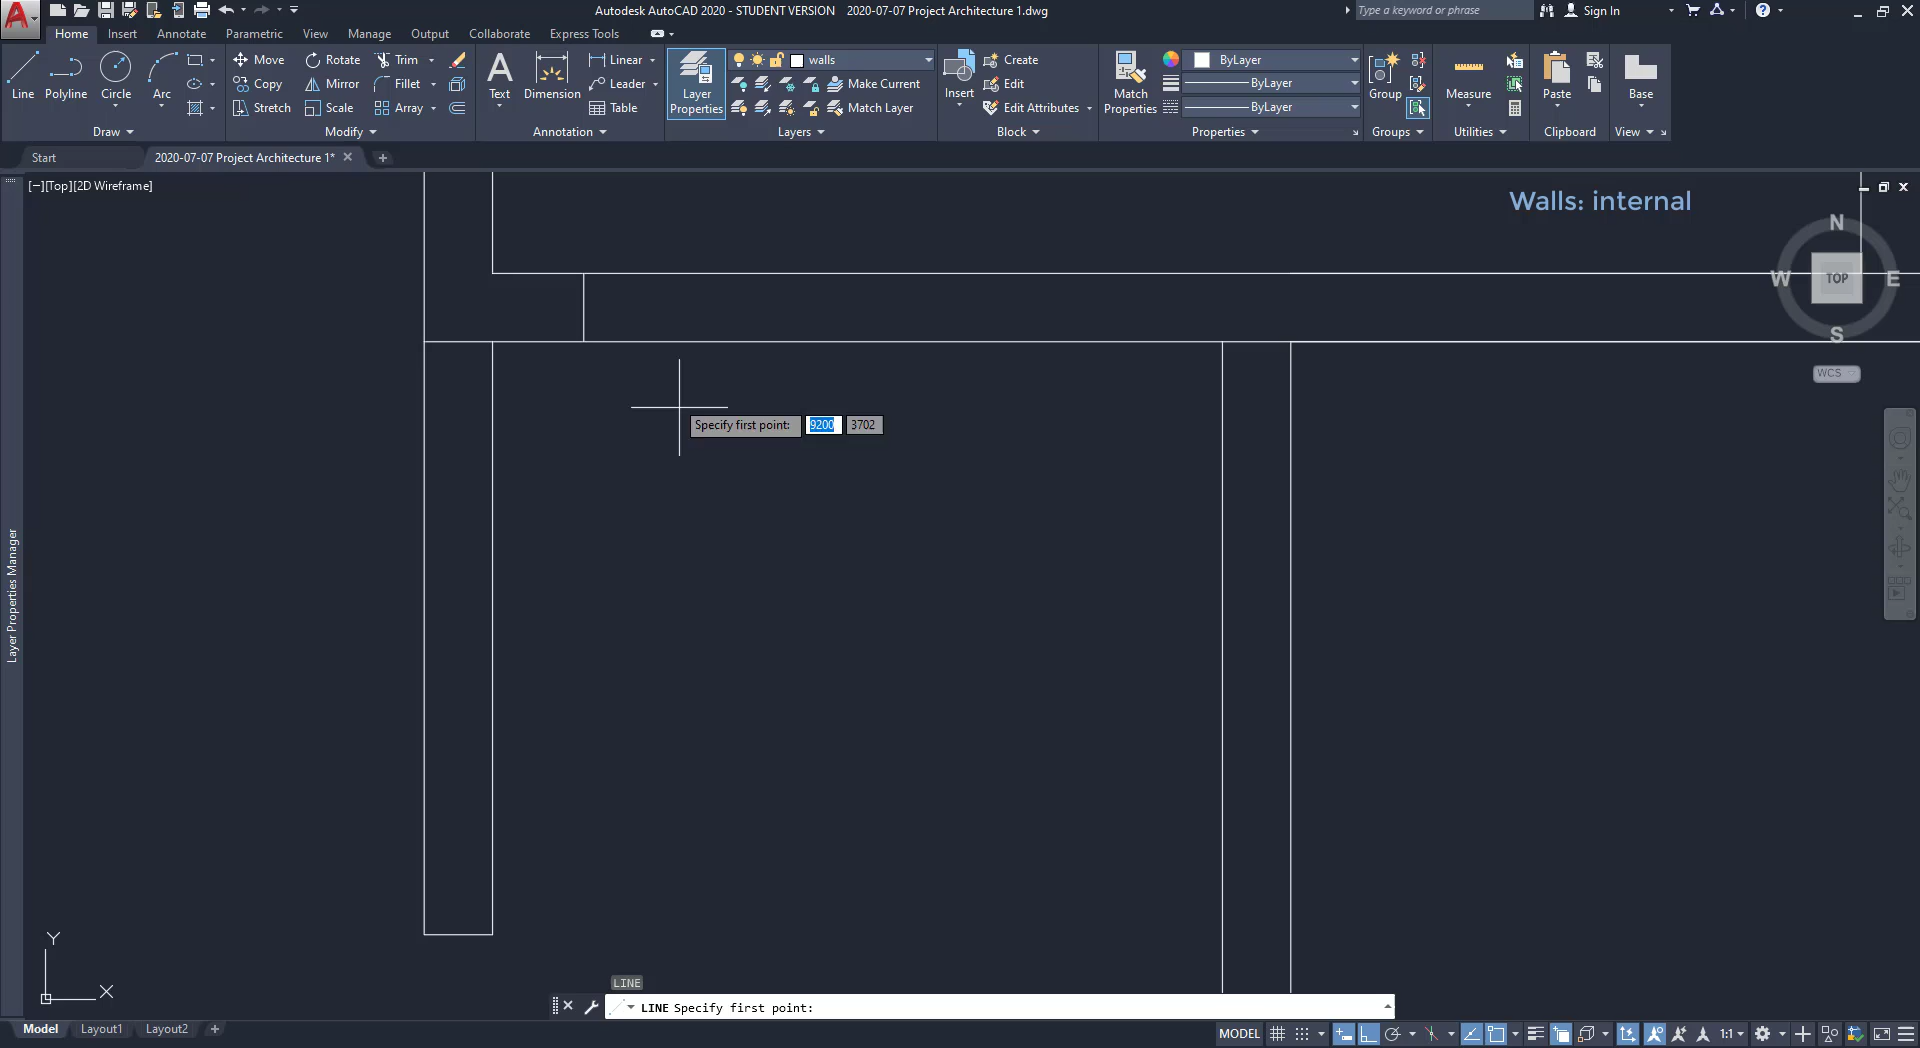 Autodesk AutoCAD 2020 - STUDENT VERSION 2020-07-07 Project Architecture 1.dwg
Type a keyword or phrase
Sign In
Home Insert Annotate Parametric View Manage Output Collaborate Express Tools
Line Polyline Circle Arc
Draw
Move Rotate Trim
Copy Mirror Fillet
Stretch Scale Array
Modify
Text Dimension
Linear
Leader
Table
Annotation
Layer
Properties
walls
Make Current
Match Layer
Layers
Insert
Create
Edit
Edit Attributes
Block
Match
Properties
ByLayer
ByLayer
ByLayer
Properties
Group
Groups
Measure
Utilities
Paste
Clipboard
Base
View
Start
2020-07-07 Project Architecture 1*
[−][Top][2D Wireframe]
Walls: internal
N
W TOP E
S
WCS
Specify first point: 9200 3702
Layer Properties Manager
Y
X
LINE
LINE Specify first point:
Model Layout1 Layout2
MODEL
1:1